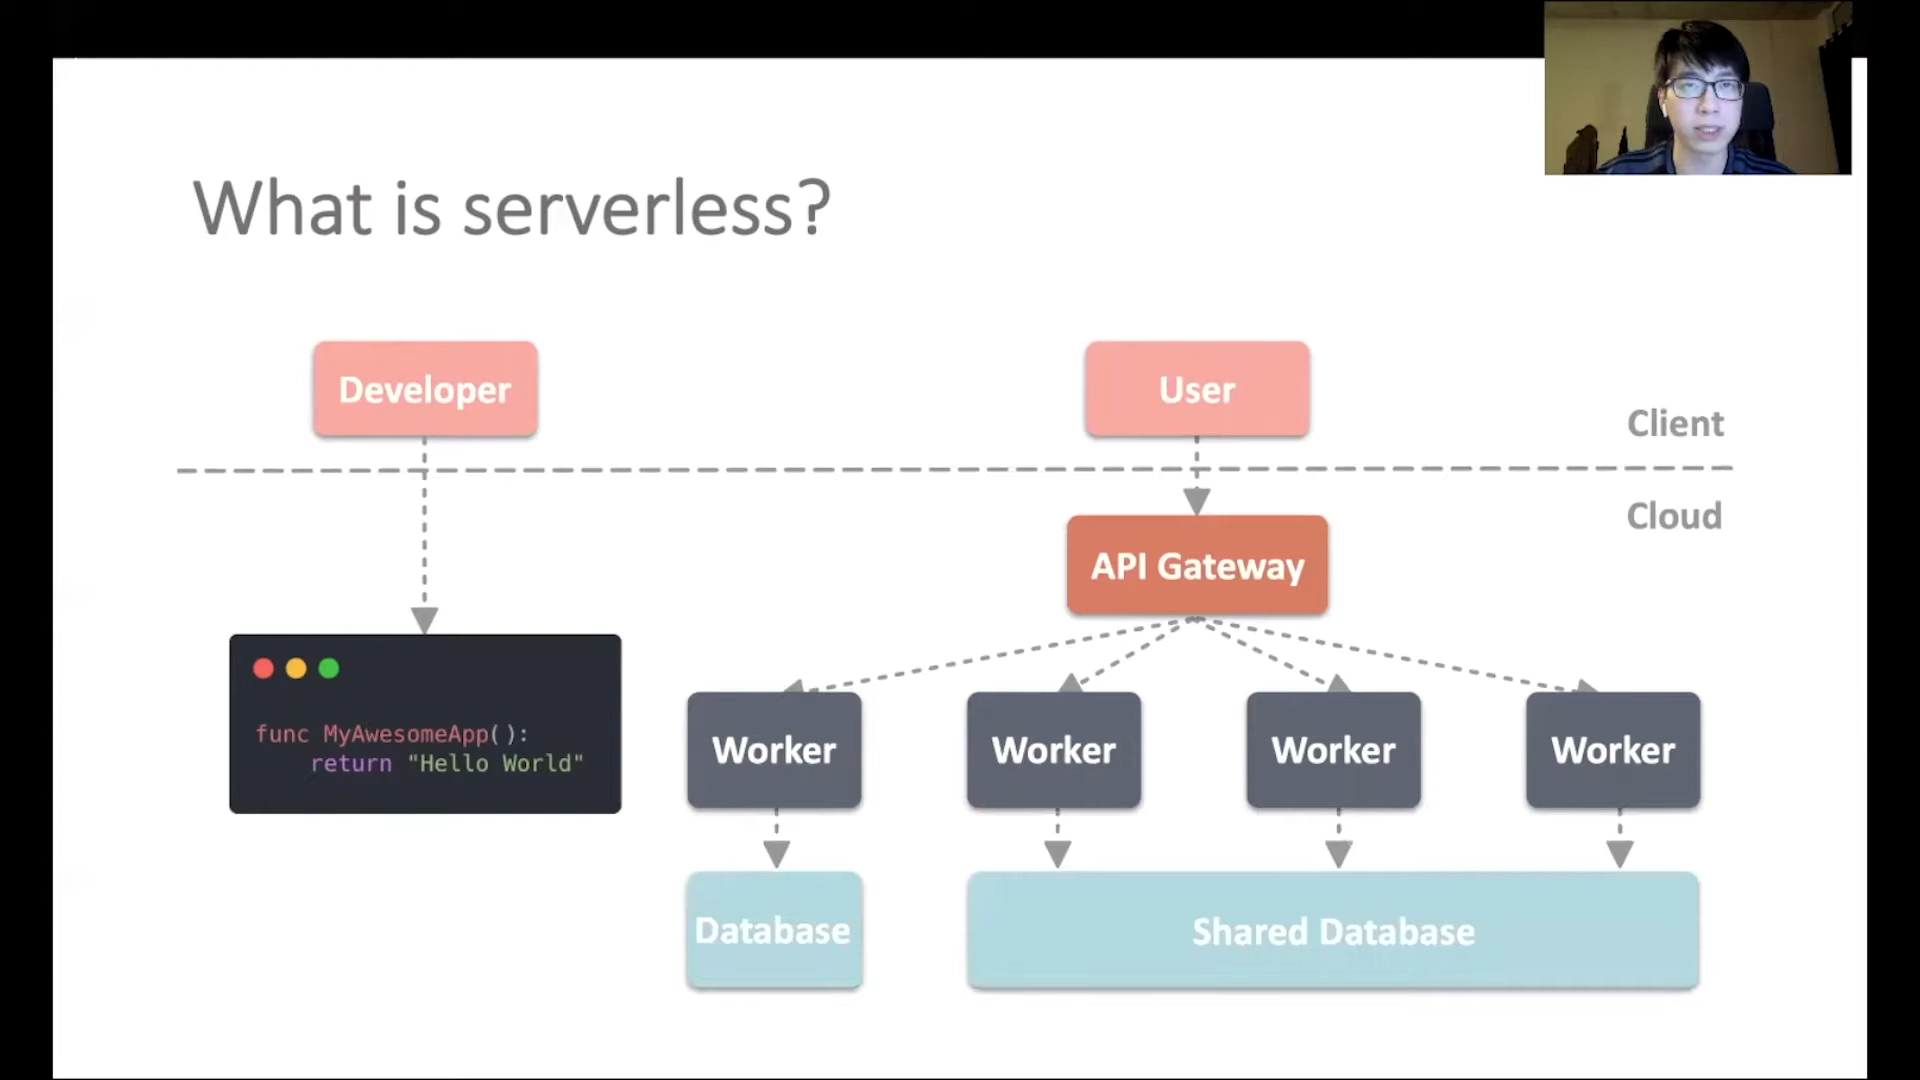 What is serverless?
Developer
User
Client
Cloud
API Gateway
func MyAwesomeApp():
    return "Hello World"
Worker
Worker
Worker
Worker
Database
Shared Database